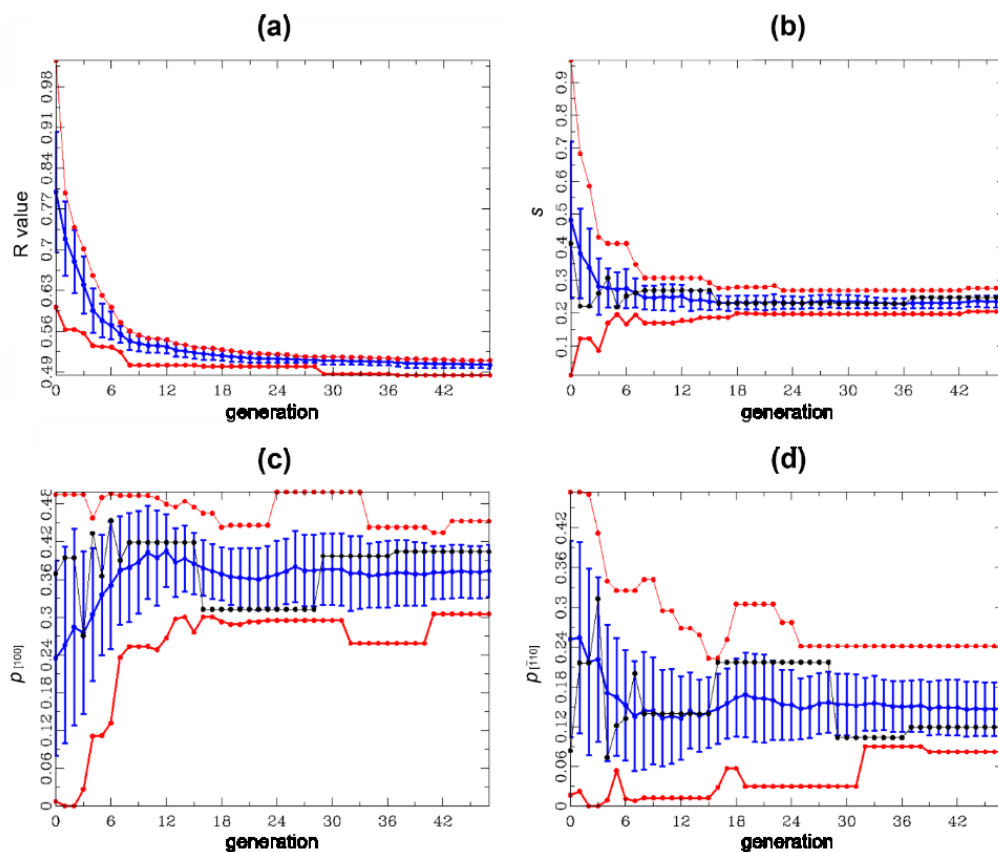 (a)
(b)
R value
0.49 0.56 0.63 0.7 0.77 0.84 0.91 0.98
0 6 12 18 24 30 36 42
generation
s
0.1 0.2 0.3 0.4 0.5 0.6 0.7 0.8 0.9
0 6 12 18 24 30 36 42
generation
(c)
(d)
p [100]
0 0.06 0.12 0.18 0.24 0.3 0.36 0.42 0.48
0 6 12 18 24 30 36 42
generation
p [1̄10]
0 0.06 0.12 0.18 0.24 0.3 0.36 0.42
0 6 12 18 24 30 36 42
generation